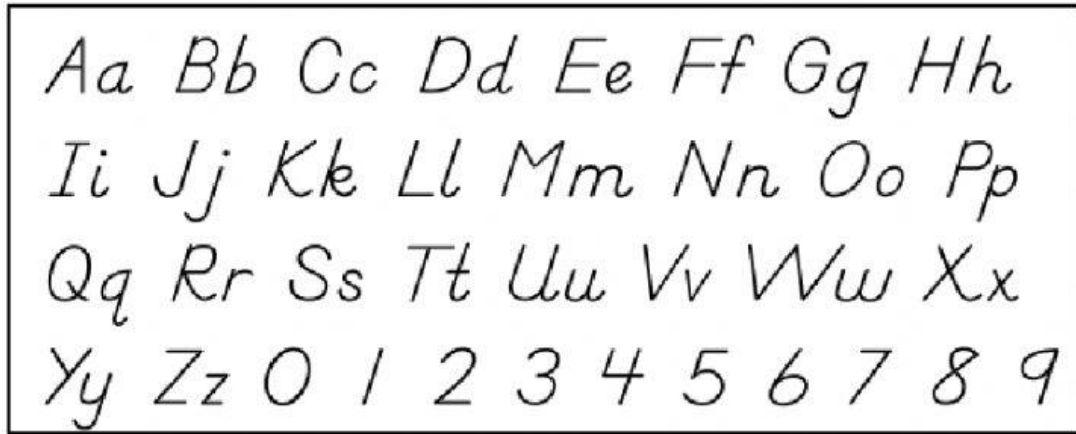 Aa Bb Cc Dd Ee Ff Gg Hh
Ii Jj Kk Ll Mm Nn Oo Pp
Qq Rr Ss Tt Uu Vv Ww Xx
Yy Zz 0 1 2 3 4 5 6 7 8 9